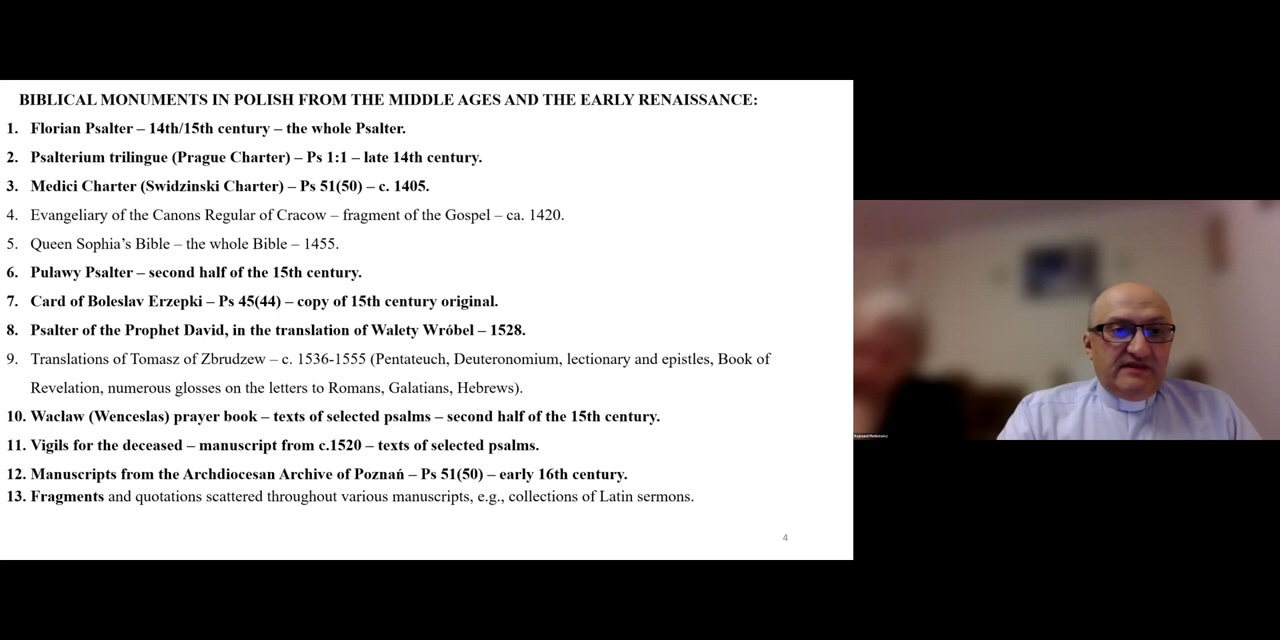 BIBLICAL MONUMENTS IN POLISH FROM THE MIDDLE AGES AND THE EARLY RENAISSANCE:
1. Florian Psalter – 14th/15th century – the whole Psalter.
2. Psalterium trilingue (Prague Charter) – Ps 1:1 – late 14th century.
3. Medici Charter (Swidzinski Charter) – Ps 51(50) – c. 1405.
4. Evangeliary of the Canons Regular of Cracow – fragment of the Gospel – ca. 1420.
5. Queen Sophia's Bible – the whole Bible – 1455.
6. Puławy Psalter – second half of the 15th century.
7. Card of Boleslav Erzepki – Ps 45(44) – copy of 15th century original.
8. Psalter of the Prophet David, in the translation of Walety Wróbel – 1528.
9. Translations of Tomasz of Zbrudzew – c. 1536-1555 (Pentateuch, Deuteronomium, lectionary and epistles, Book of
Revelation, numerous glosses on the letters to Romans, Galatians, Hebrews).
10. Wacław (Wenceslas) prayer book – texts of selected psalms – second half of the 15th century.
11. Vigils for the deceased – manuscript from c.1520 – texts of selected psalms.
12. Manuscripts from the Archdiocesan Archive of Poznań – Ps 51(50) – early 16th century.
13. Fragments and quotations scattered throughout various manuscripts, e.g., collections of Latin sermons.
4